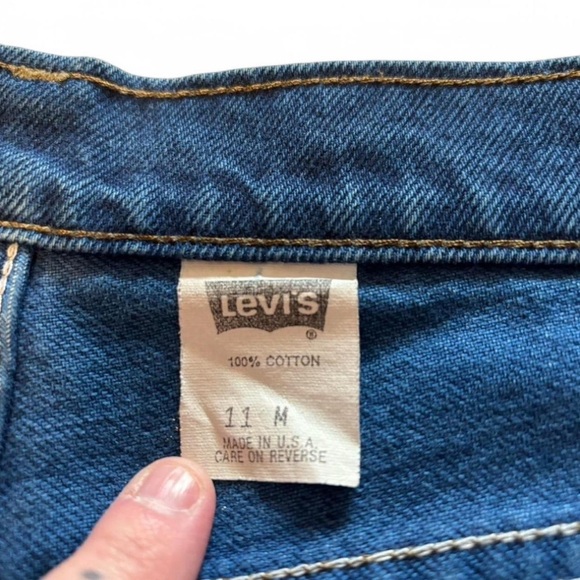 Levi's
®
100% COTTON
11 M
MADE IN U.S.A.
CARE ON REVERSE